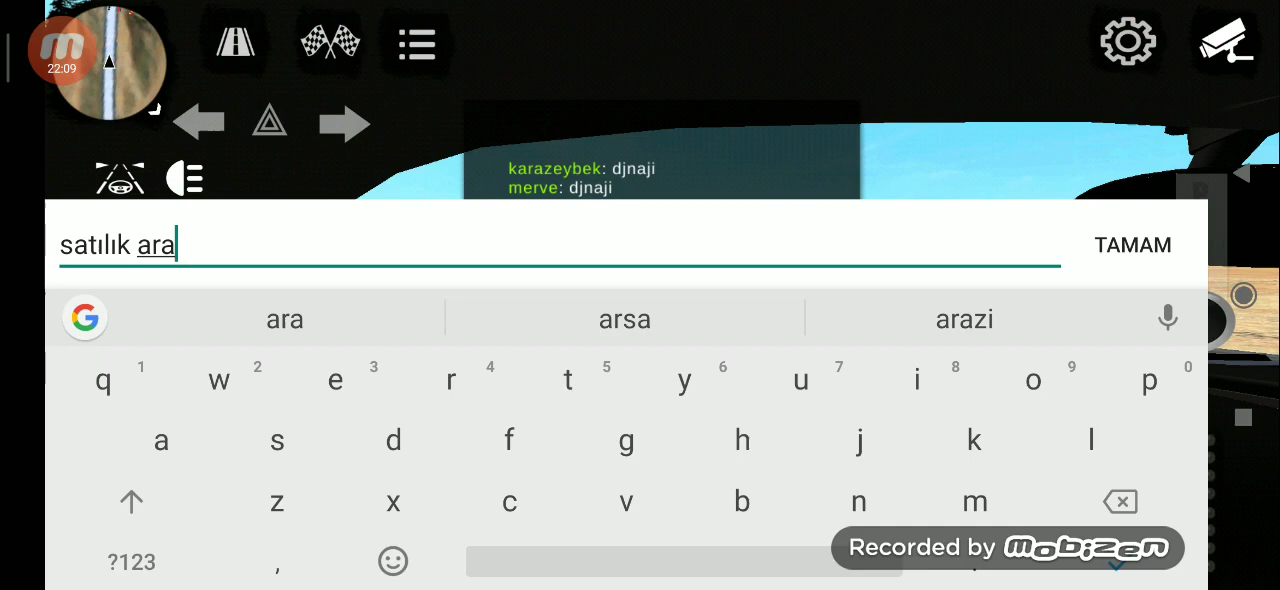 22:09
karazeybek: djnaji
merve: djnaji
satılık ara
TAMAM
ara arsa arazi
q 1 w 2 e 3 r 4 t 5 y 6 u 7 i 8 o 9 p 0
a s d f g h j k l
z x c v b n m
?123 , .
Recorded by mobizen